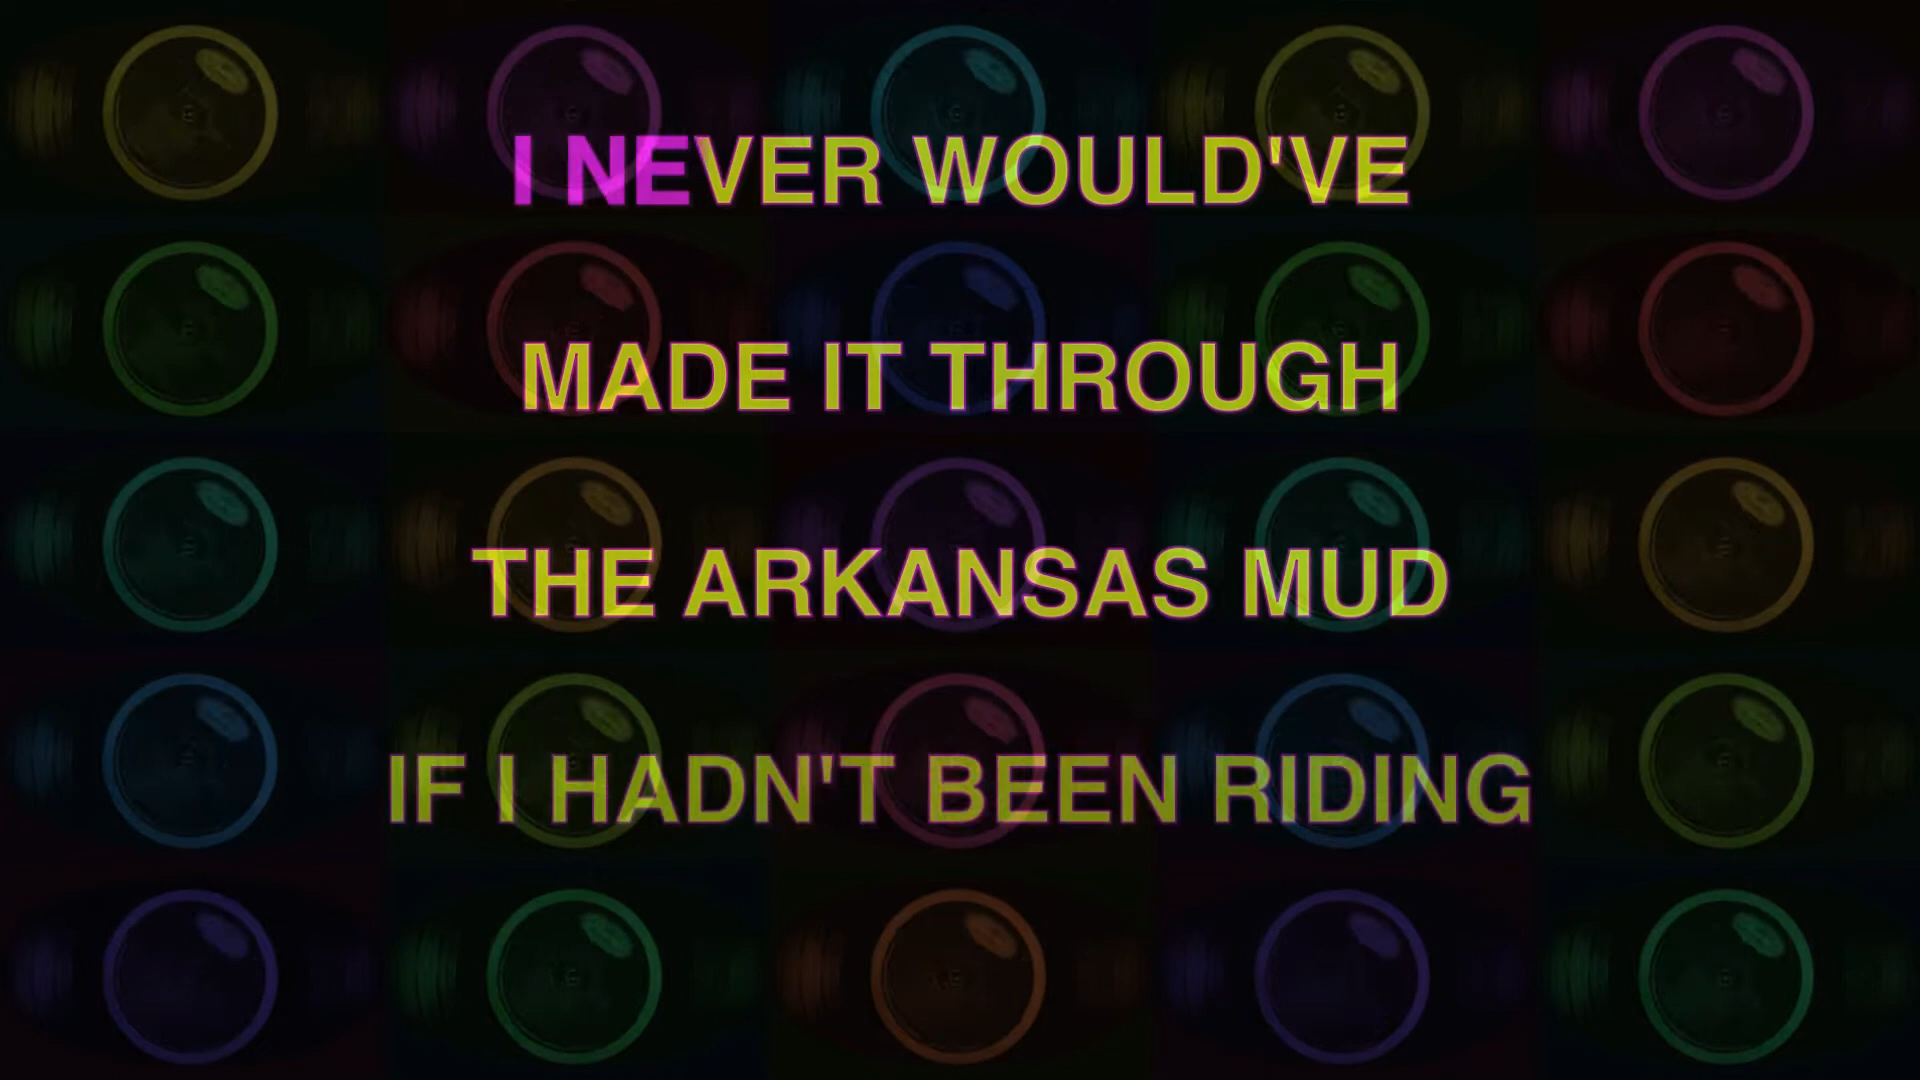 I NEVER WOULD'VE
MADE IT THROUGH
THE ARKANSAS MUD
IF I HADN'T BEEN RIDING